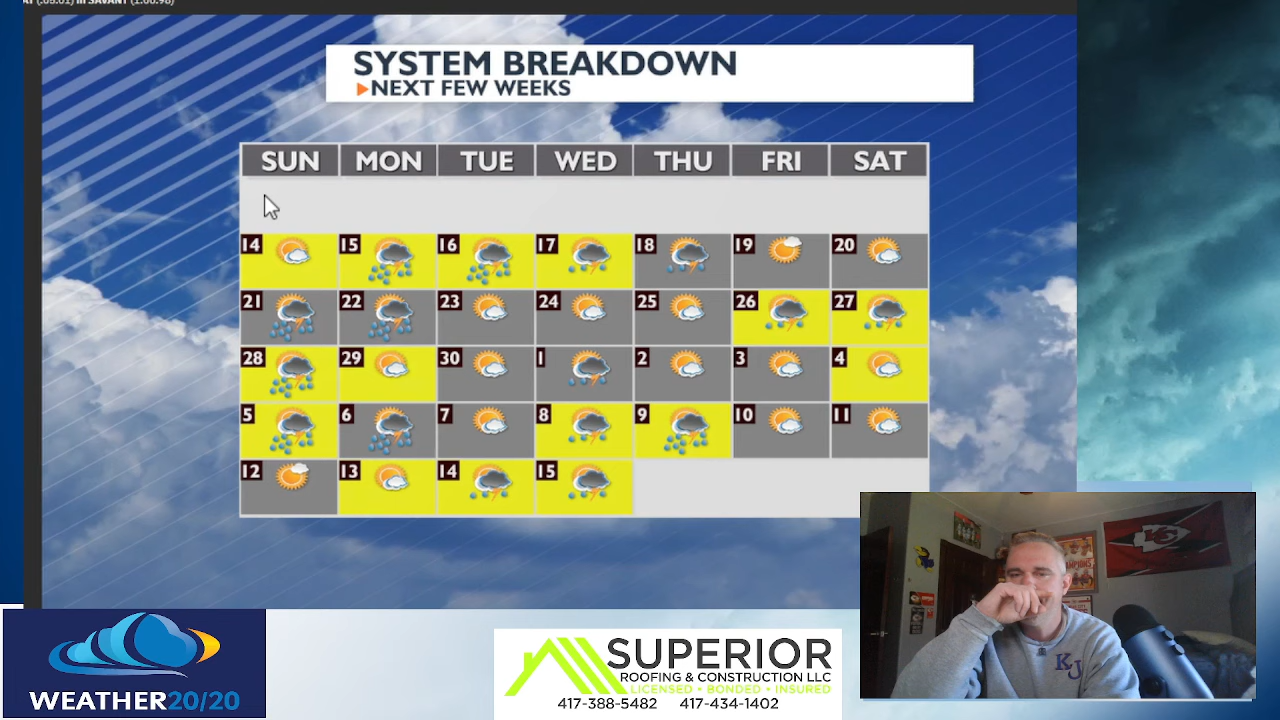 SYSTEM BREAKDOWN
NEXT FEW WEEKS
SUN MON TUE WED THU FRI SAT
14 15 16 17 18 19 20
21 22 23 24 25 26 27
28 29 30 1 2 3 4
5 6 7 8 9 10 11
12 13 14 15
KC
KU
WEATHER20/20
SUPERIOR
ROOFING & CONSTRUCTION LLC
LICENSED • BONDED • INSURED
417-388-5482 417-434-1402